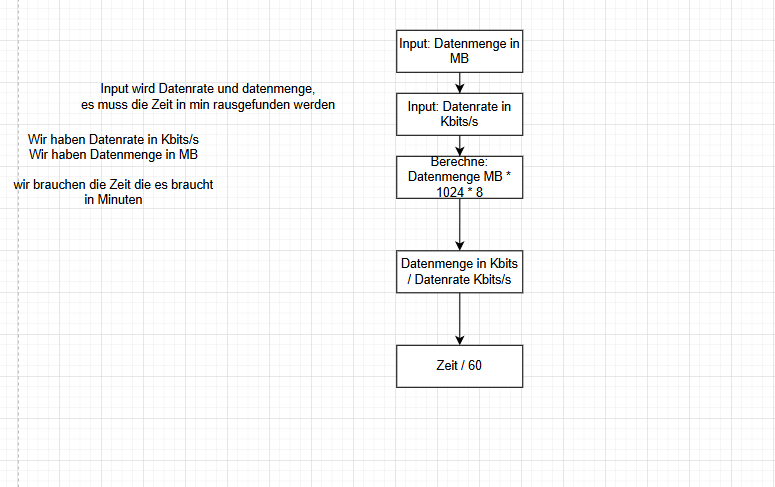 Input: Datenmenge in
MB
Input wird Datenrate und datenmenge,
es muss die Zeit in min rausgefunden werden
Input: Datenrate in
Kbits/s
Wir haben Datenrate in Kbits/s
Wir haben Datenmenge in MB
Berechne:
Datenmenge MB *
1024 * 8
wir brauchen die Zeit die es braucht
in Minuten
Datenmenge in Kbits
/ Datenrate Kbits/s
Zeit / 60